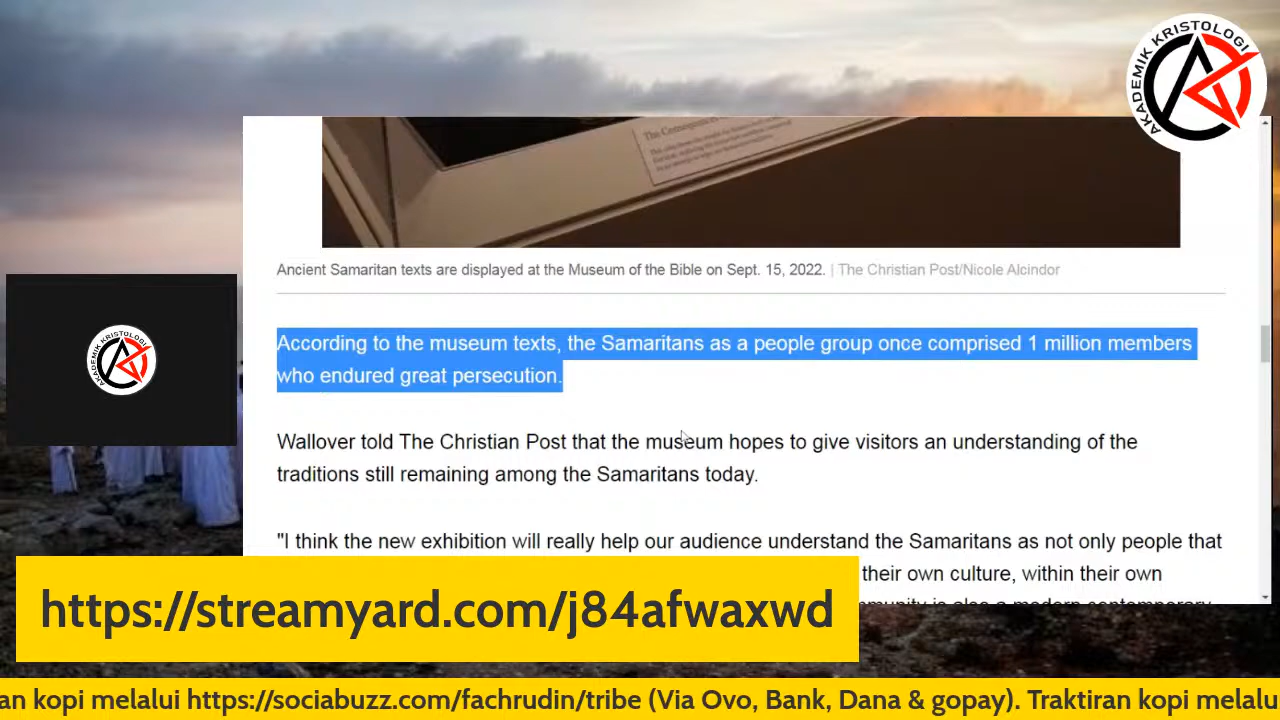 AKADEMIK KRISTOLOGI
The Consequences
Ancient Samaritan texts are displayed at the Museum of the Bible on Sept. 15, 2022. | The Christian Post/Nicole Alcindor
According to the museum texts, the Samaritans as a people group once comprised 1 million members
who endured great persecution.
AKADEMIK KRISTOLOGI
Wallover told The Christian Post that the museum hopes to give visitors an understanding of the
traditions still remaining among the Samaritans today.
"I think the new exhibition will really help our audience understand the Samaritans as not only people that
their own culture, within their own
https://streamyard.com/j84afwaxwd
an kopi melalui https://sociabuzz.com/fachrudin/tribe (Via Ovo, Bank, Dana & gopay). Traktiran kopi melalu